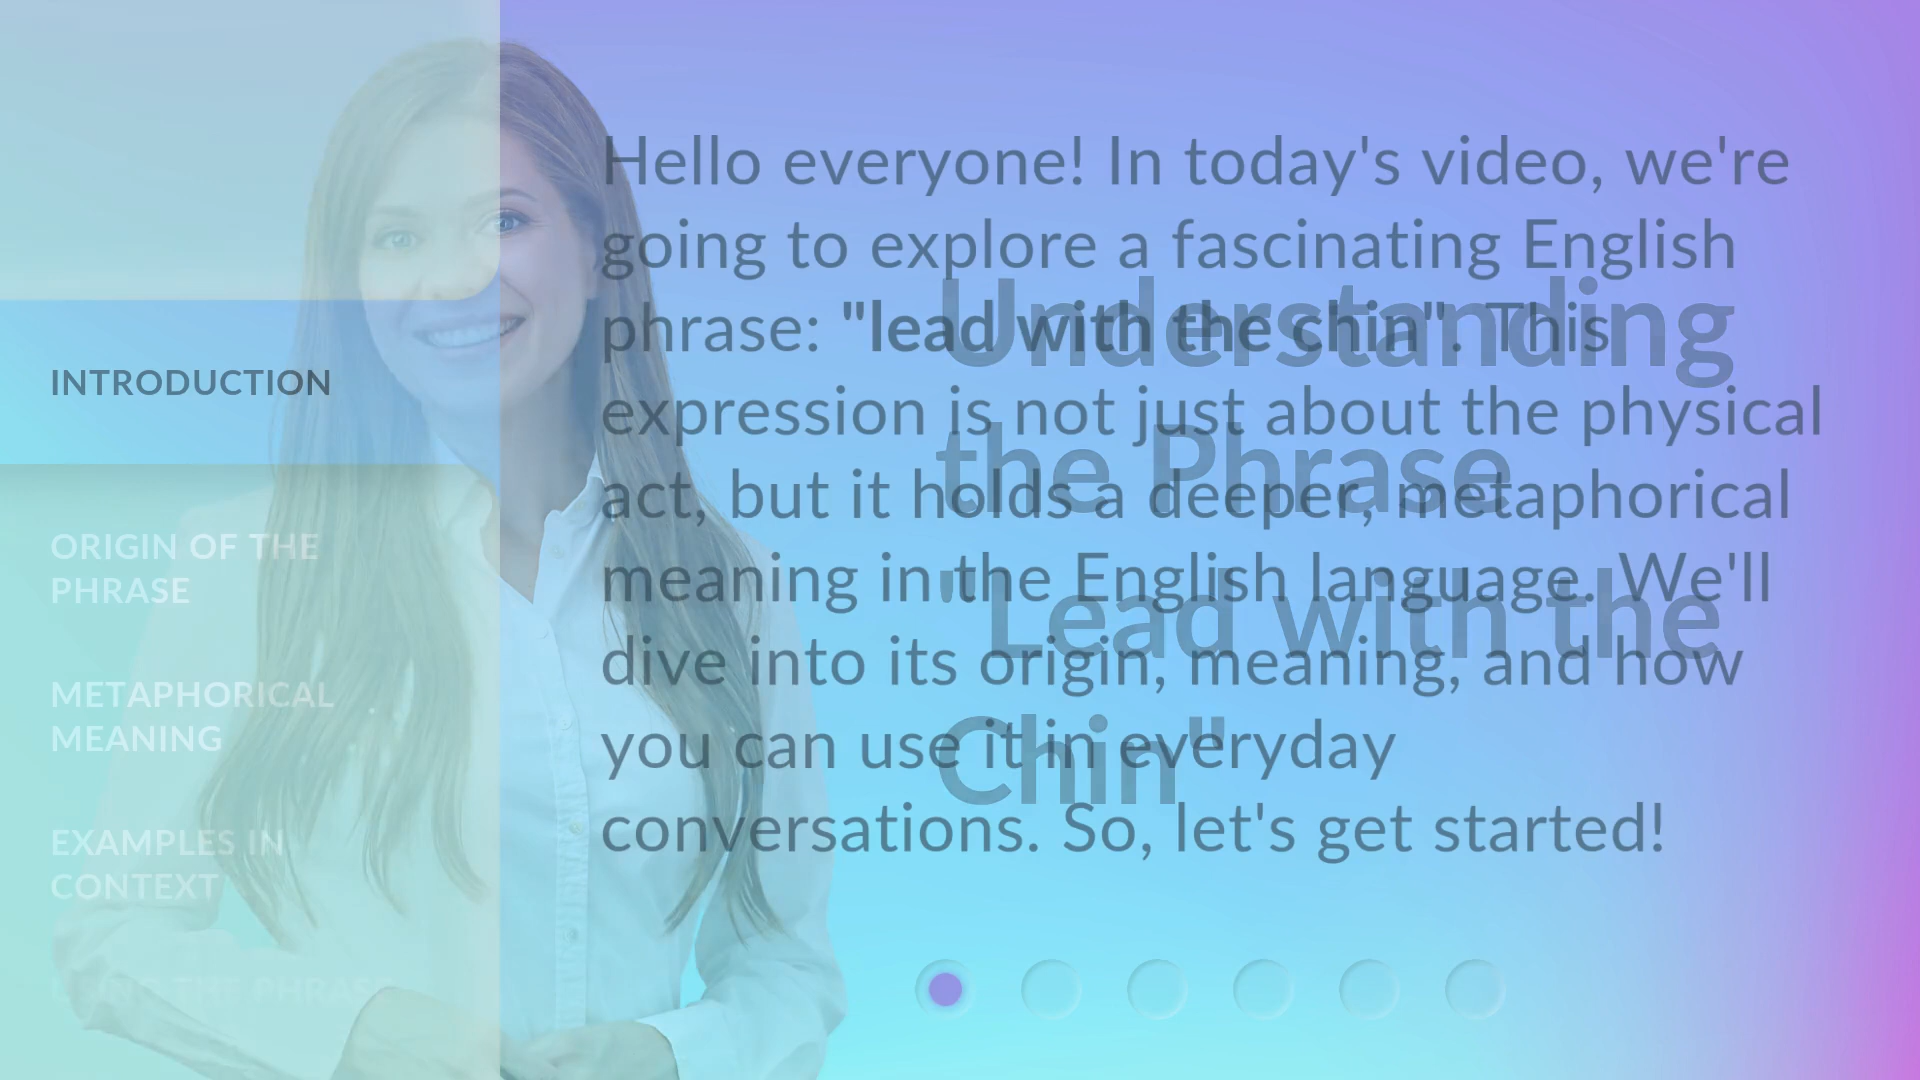 INTRODUCTION
ORIGIN OF THE
PHRASE
METAPHORICAL
MEANING
EXAMPLES IN
CONTEXT
THE PHRASE
Hello everyone! In today's video, we're
going to explore a fascinating English
phrase: "lead with the chin". This
expression is not just about the physical
act, but it holds a deeper, metaphorical
meaning in the English language. We'll
dive into its origin, meaning, and how
you can use it in everyday
conversations. So, let's get started!
Understanding
the Phrase
"Lead with the
Chin"